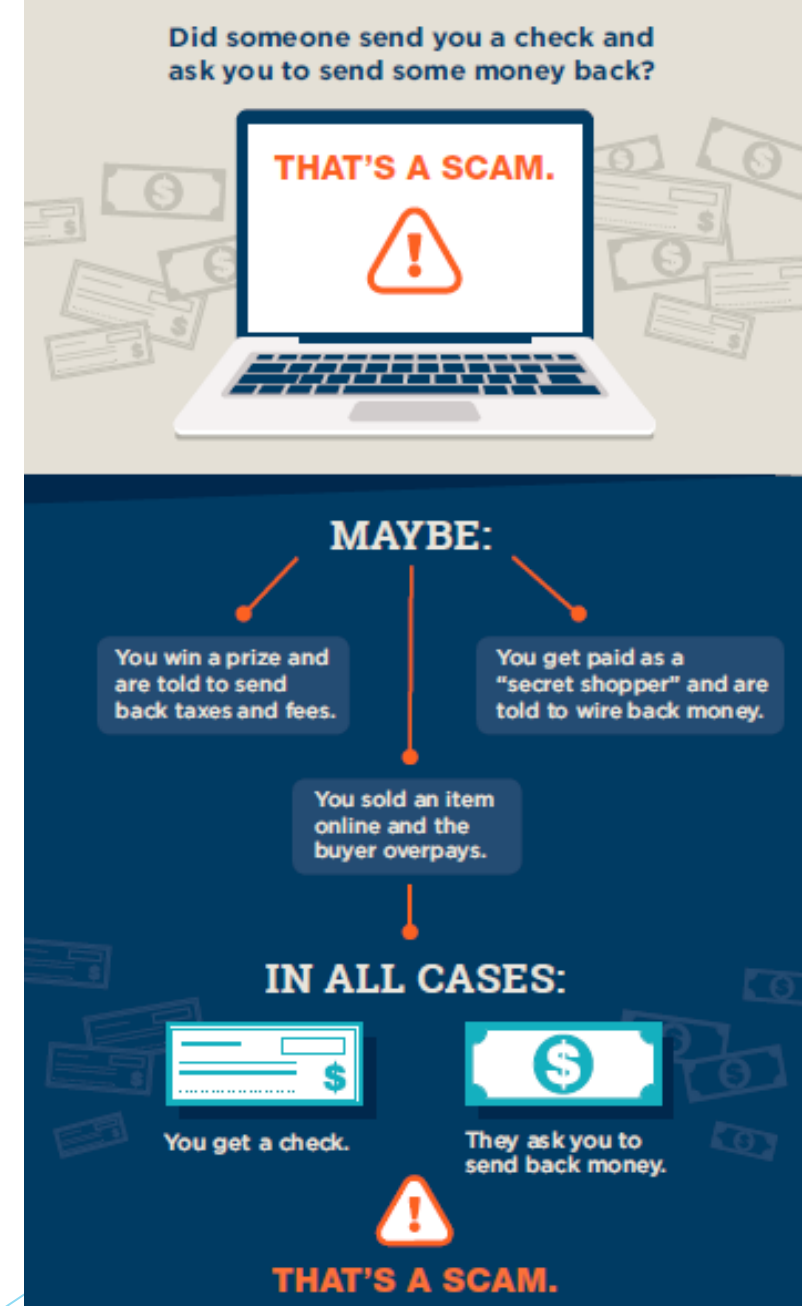 Did someone send you a check and
ask you to send some money back?
THAT'S A SCAM.
!
MAYBE:
You win a prize and
are told to send
back taxes and fees.
You get paid as a
“secret shopper” and are
told to wire back money.
You sold an item
online and the
buyer overpays.
IN ALL CASES:
$
$
You get a check.
They ask you to
send back money.
!
THAT'S A SCAM.